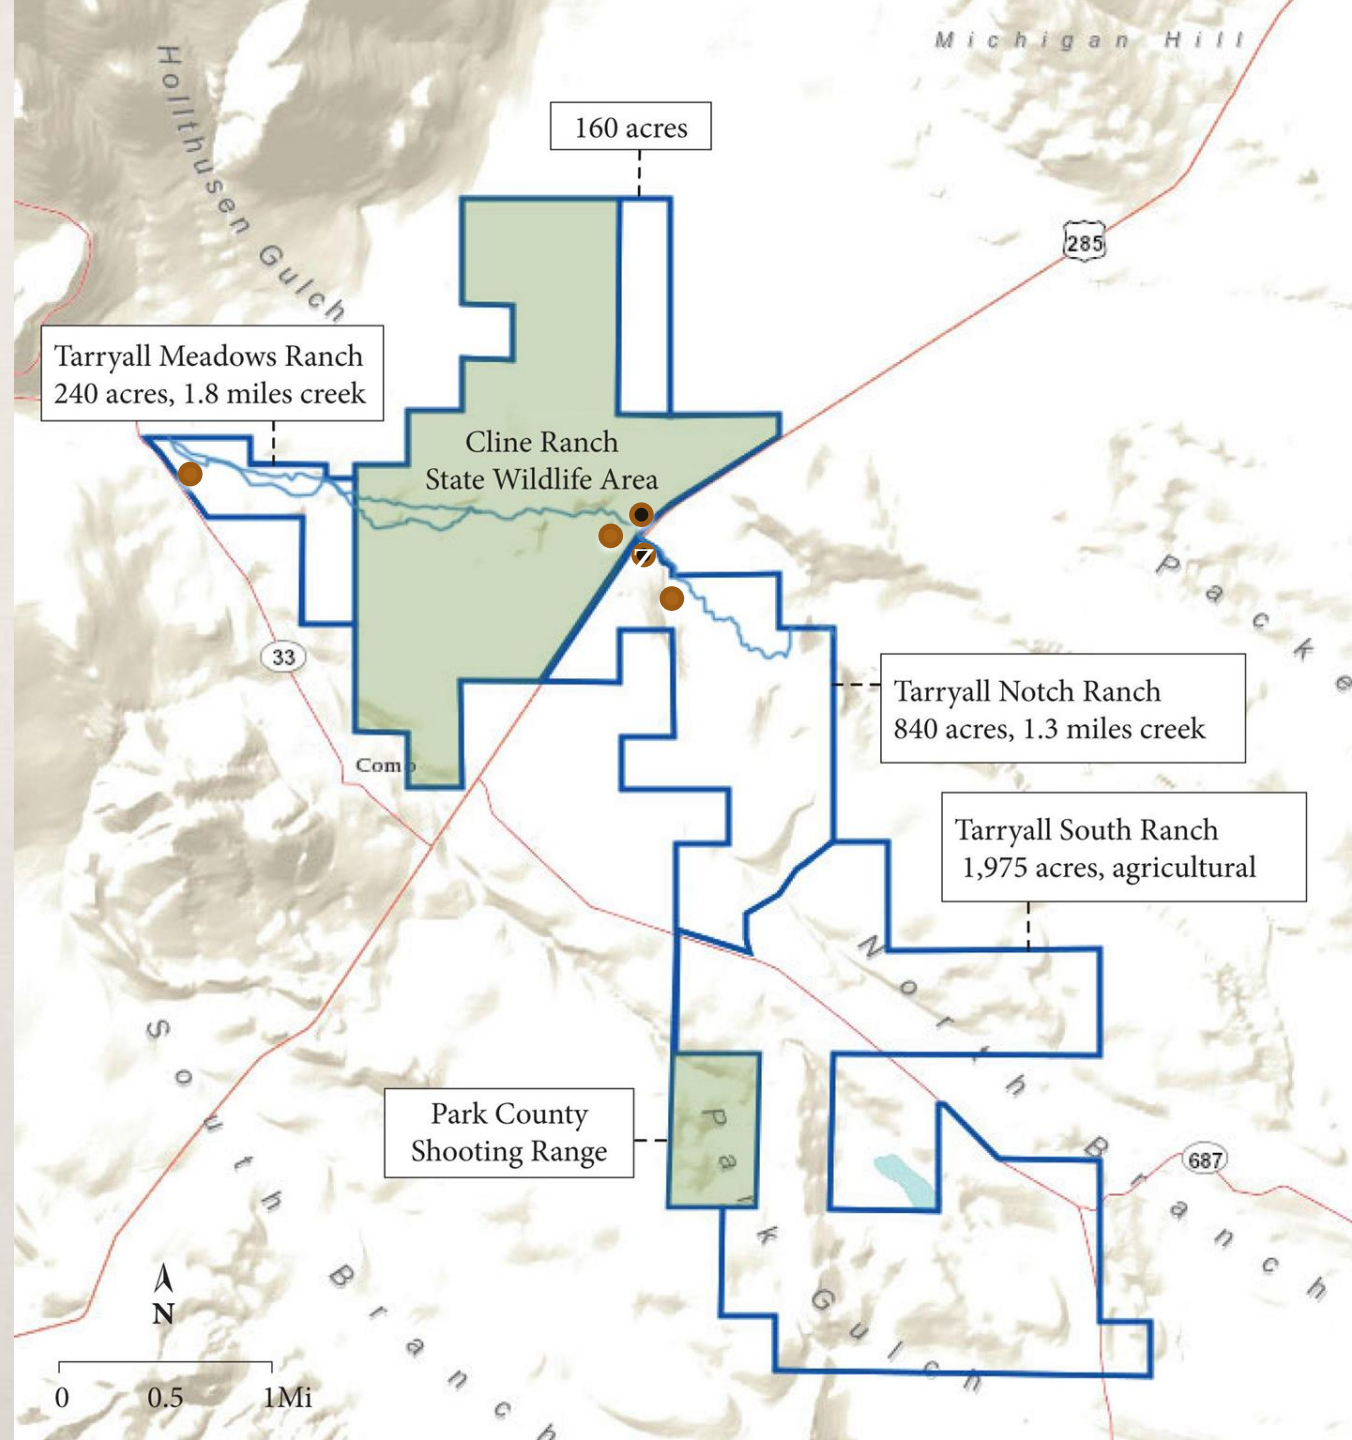 Michigan Hill
Hollthusen Gulch
160 acres
285
Tarryall Meadows Ranch
240 acres, 1.8 miles creek
Cline Ranch
State Wildlife Area
Packe
33
Tarryall Notch Ranch
840 acres, 1.3 miles creek
Como
Tarryall South Ranch
1,975 acres, agricultural
North Branch
South Branch
Park County
Shooting Range
Park Gulch
687
N
0 0.5 1Mi